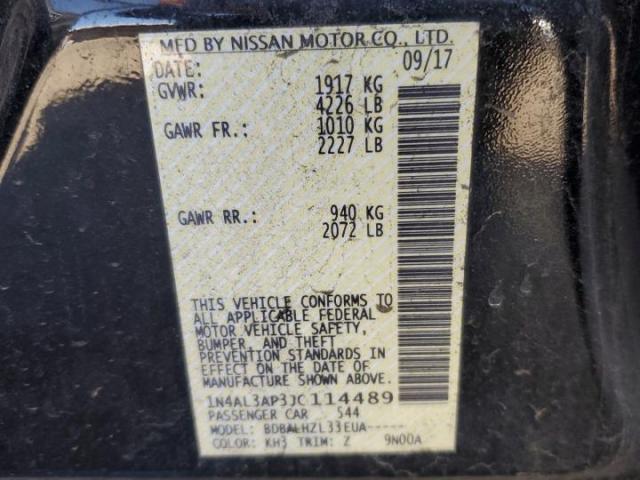 MFD BY NISSAN MOTOR CO., LTD.
DATE: 09/17
GVWR: 1917 KG
4226 LB
GAWR FR.: 1010 KG
2227 LB
GAWR RR.: 940 KG
2072 LB
THIS VEHICLE CONFORMS TO
ALL APPLICABLE FEDERAL
MOTOR VEHICLE SAFETY,
BUMPER, AND THEFT
PREVENTION STANDARDS IN
EFFECT ON THE DATE OF
MANUFACTURE SHOWN ABOVE.
1N4AL3AP3JC114489
PASSENGER CAR 544
MODEL: BDBALHZL33EUA-----
COLOR: KH3 TRIM: Z 9N00A